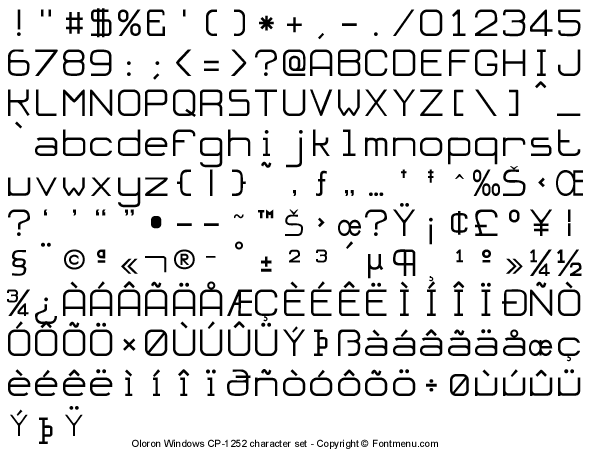 ! " # $ % & ' ( ) * + , - . / 0 1 2 3 4 5
6 7 8 9 : ; < = > ? @ A B C D E F G H I J
K L M N O P Q R S T U V W X Y Z [ \ ] ^ _
` a b c d e f g h i j k l m n o p q r s t
u v w x y z { | } ~ ‚ ƒ „ … † ‡ ˆ ‰ Š ‹ Œ
? ‘ ’ “ ” • – — ˜ ™ Š › œ ? Ÿ ¡ ¢ £ º ¥ ¦
§ ¨ © ª « ¬ ® ¯ ° ± ² ³ ´ µ ¶ ¸ ¹ º » ¼ ½
¾ ¿ À Á Â Ã Ä Å Æ Ç È É Ê Ë Ì Í Î Ï Ð Ñ Ò
Ó Ô Õ Ö × Ø Ù Ú Û Ü Ý Þ ß à á â ã ä å æ ç
è é ê ë ì í î ï ð ñ ò ó ô õ ö ÷ ø ù ú û ü
ý þ ÿ
Oloron Windows CP-1252 character set - Copyright © Fontmenu.com